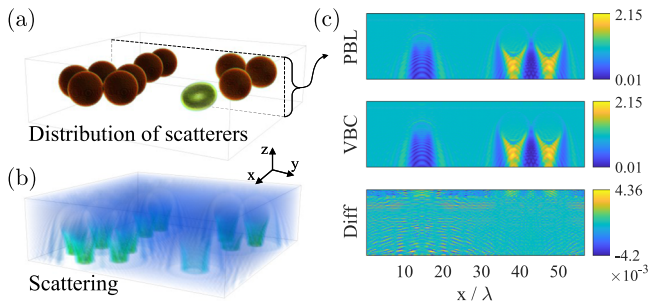 (a)
Distribution of scatterers
z
y
x
(b)
Scattering
(c)
PBL
2.15
0.01
VBC
2.15
0.01
Diff
4.36
×10⁻³
-4.2
10 20 30 40 50
x / λ